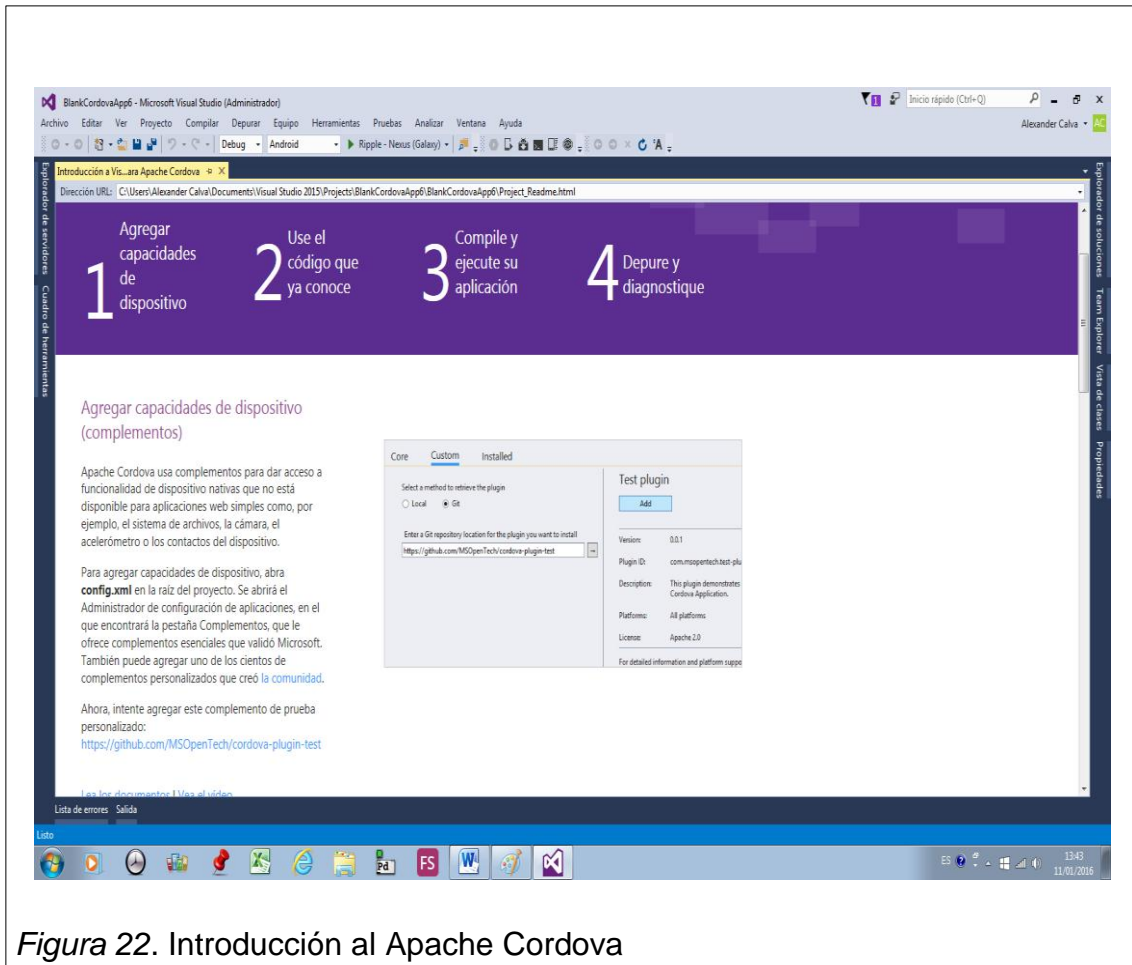 BlankCordovaApp6 - Microsoft Visual Studio (Administrador)
1
Inicio rápido (Ctrl+Q)
Archivo Editar Ver Proyecto Compilar Depurar Equipo Herramientas Pruebas Analizar Ventana Ayuda
Alexander Calva
AC
Debug Android Ripple - Nexus (Galaxy)
Introducción a Vis...ara Apache Cordova
Dirección URL: C:\Users\Alexander Calva\Documents\Visual Studio 2015\Projects\BlankCordovaApp6\BlankCordovaApp6\Project_Readme.html
Explorador de servidores
Cuadro de herramientas
1
Agregar
capacidades
de
dispositivo
2
Use el
código que
ya conoce
3
Compile y
ejecute su
aplicación
4
Depure y
diagnostique
Explorador de soluciones
Team Explorer
Vista de clases
Propiedades
Agregar capacidades de dispositivo
(complementos)
Apache Cordova usa complementos para dar acceso a
funcionalidad de dispositivo nativas que no está
disponible para aplicaciones web simples como, por
ejemplo, el sistema de archivos, la cámara, el
acelerómetro o los contactos del dispositivo.
Para agregar capacidades de dispositivo, abra
config.xml en la raíz del proyecto. Se abrirá el
Administrador de configuración de aplicaciones, en el
que encontrará la pestaña Complementos, que le
ofrece complementos esenciales que validó Microsoft.
También puede agregar uno de los cientos de
complementos personalizados que creó la comunidad.
Ahora, intente agregar este complemento de prueba
personalizado:
https://github.com/MSOpenTech/cordova-plugin-test
Lea los documentos | Vea el vídeo
Core Custom Installed
Select a method to retrieve the plugin
Local Git
Enter a Git repository location for the plugin you want to install
https://github.com/MSOpenTech/cordova-plugin-test
Test plugin
Add
Version: 0.0.1
Plugin ID: com.msopentech.test-plu
Description: This plugin demonstrates
Cordova Application.
Platforms: All platforms
License: Apache 2.0
For detailed information and platform suppo
Lista de errores Salida
Listo
Pd
FS
W
ES
13:43
11/01/2016
Figura 22. Introducción al Apache Cordova